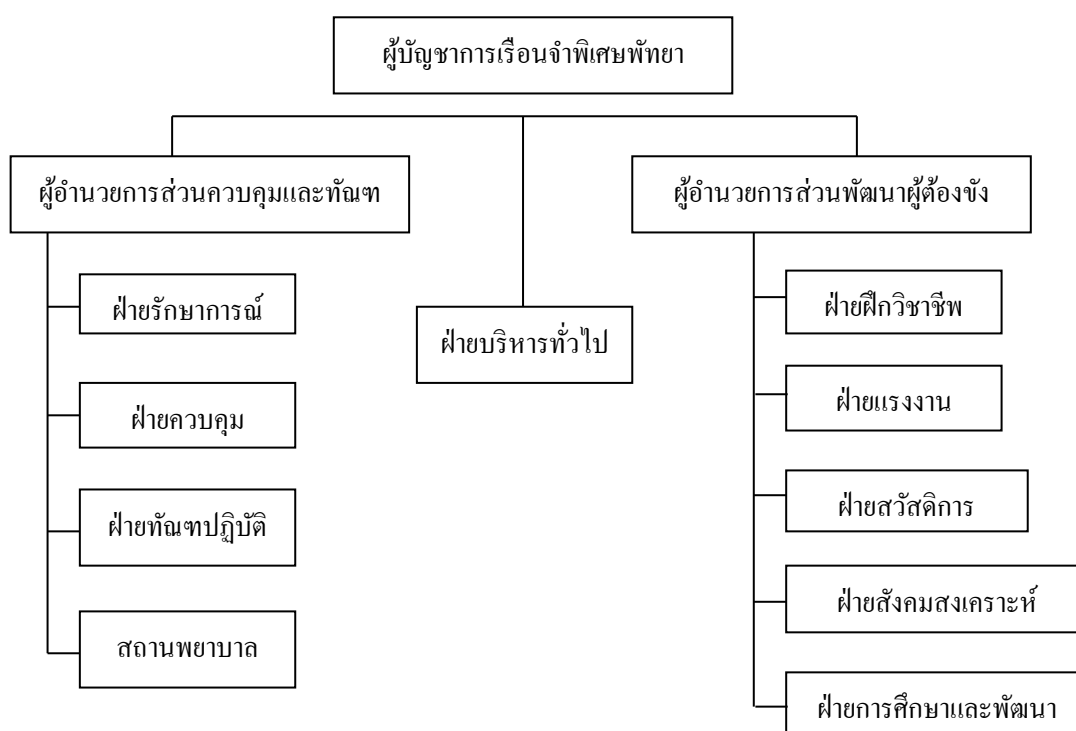 ผู้บัญชาการเรือนจำพิเศษพัทยา
ผู้อำนวยการส่วนควบคุมและทัณฑ
ผู้อำนวยการส่วนพัฒนาผู้ต้องขัง
ฝ่ายรักษาการณ์
ฝ่ายควบคุม
ฝ่ายทัณฑปฏิบัติ
สถานพยาบาล
ฝ่ายบริหารทั่วไป
ฝ่ายฝึกวิชาชีพ
ฝ่ายแรงงาน
ฝ่ายสวัสดิการ
ฝ่ายสังคมสงเคราะห์
ฝ่ายการศึกษาและพัฒนา